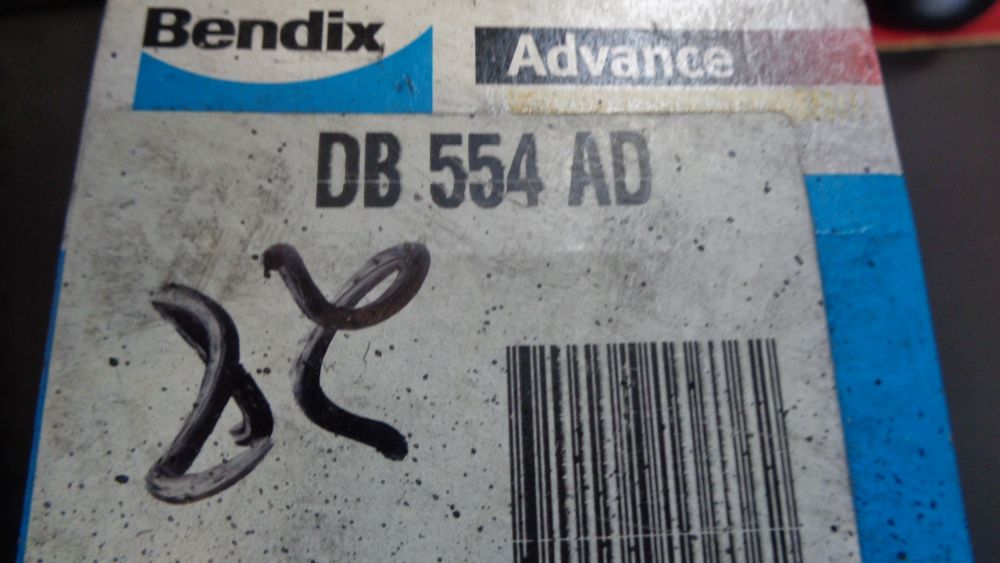 Bendix
Advance
DB 554 AD